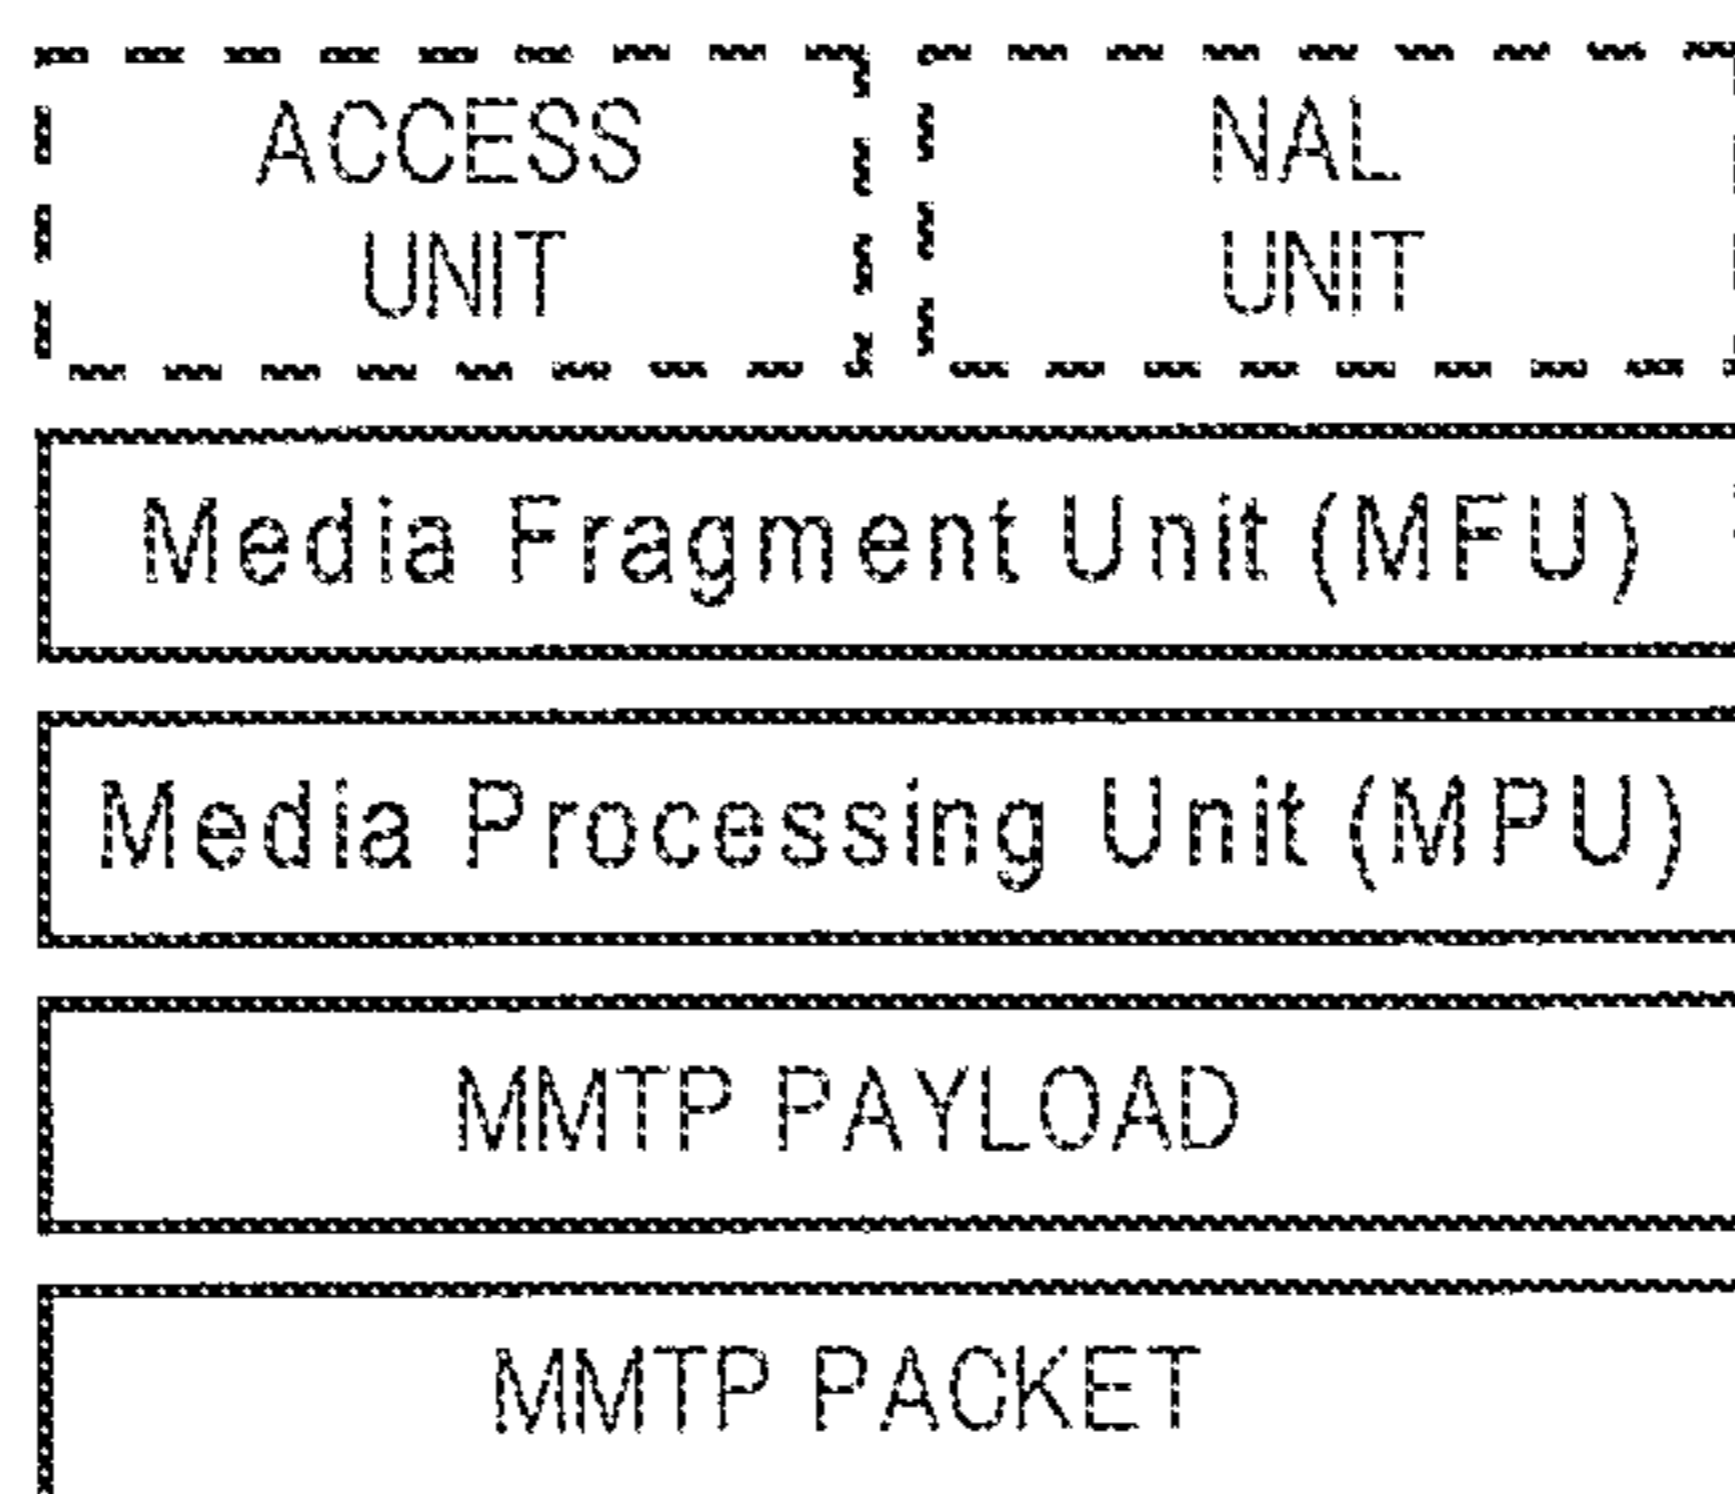 ACCESS
UNIT
NAL
UNIT
Media Fragment Unit (MFU)
Media Processing Unit (MPU)
MMTP PAYLOAD
MMTP PACKET